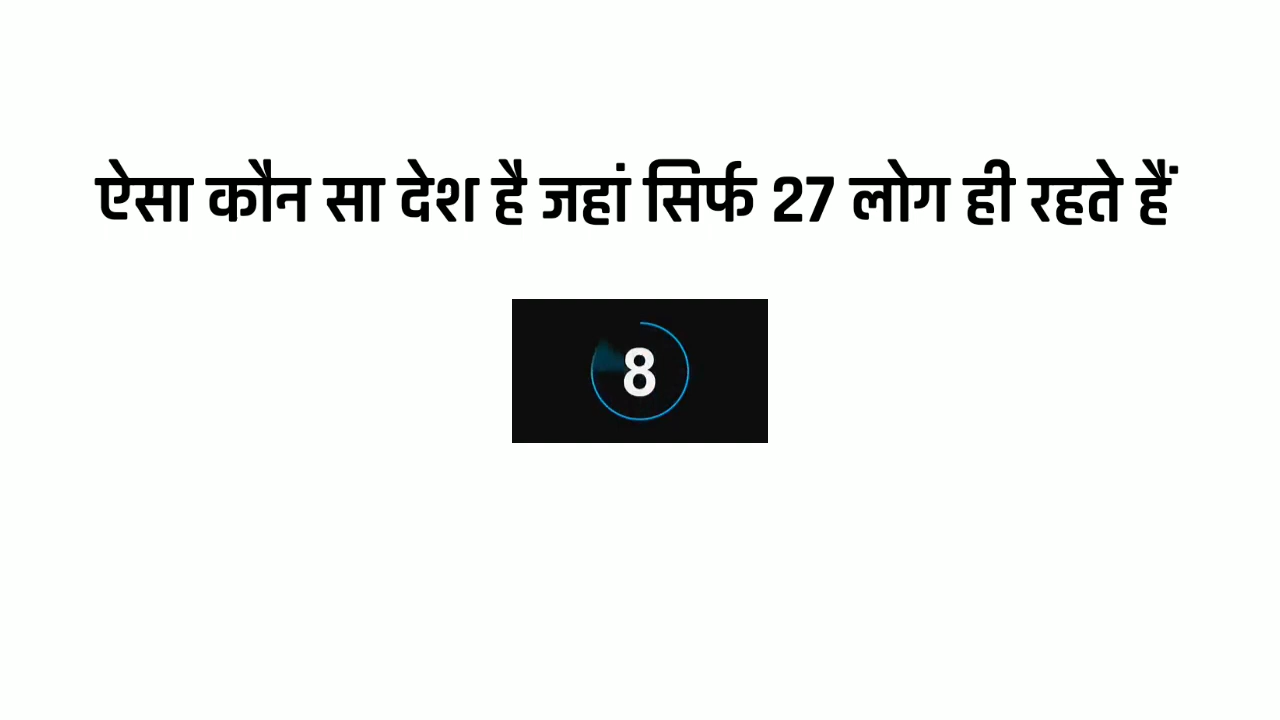 ऐसा कौन सा देश है जहां सिर्फ 27 लोग ही रहते हैं
8